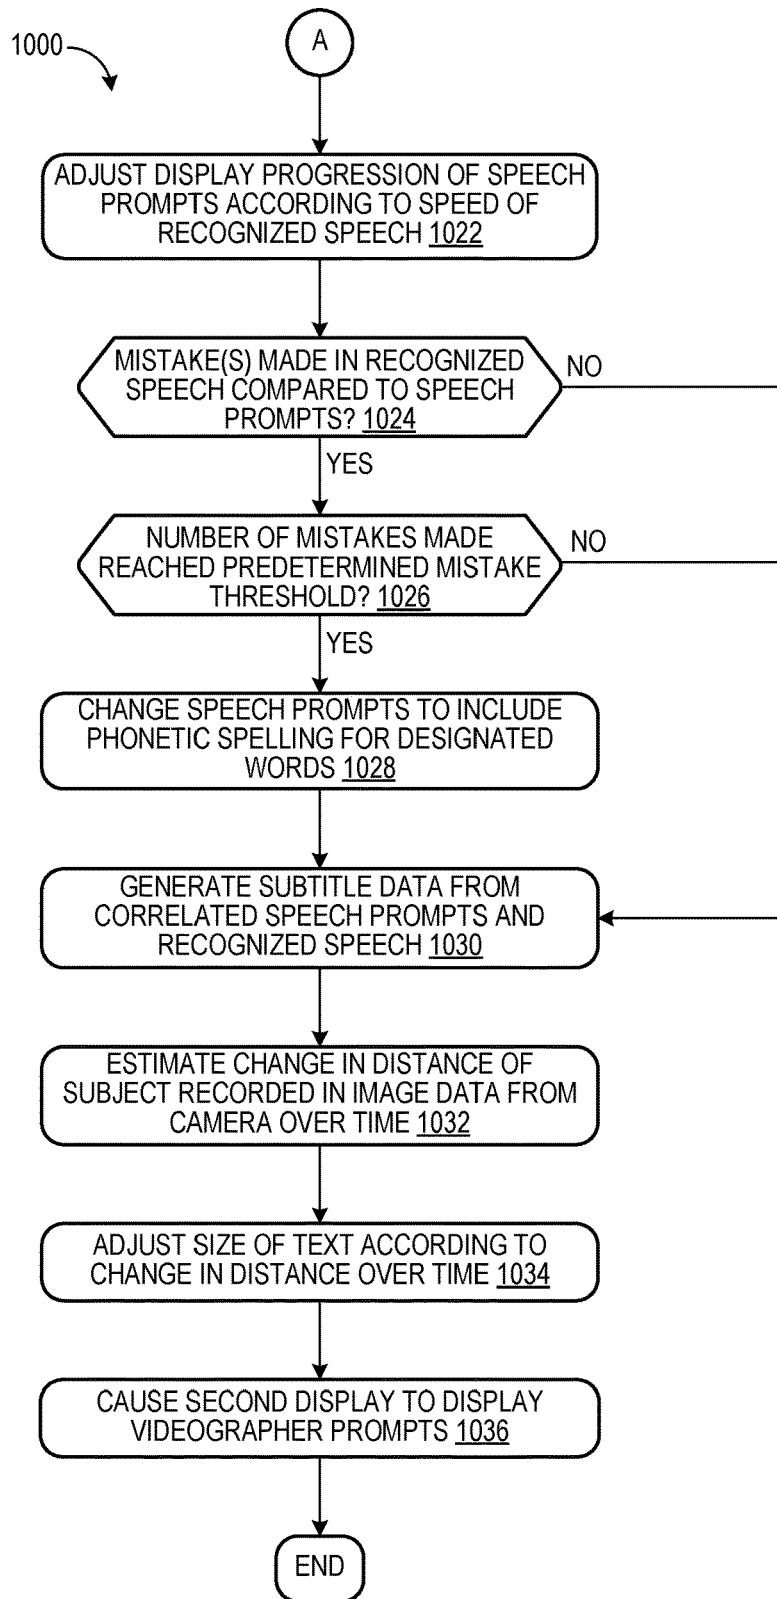 1000
A
ADJUST DISPLAY PROGRESSION OF SPEECH
PROMPTS ACCORDING TO SPEED OF
RECOGNIZED SPEECH 1022
MISTAKE(S) MADE IN RECOGNIZED
SPEECH COMPARED TO SPEECH
PROMPTS? 1024
NO
YES
NUMBER OF MISTAKES MADE
REACHED PREDETERMINED MISTAKE
THRESHOLD? 1026
NO
YES
CHANGE SPEECH PROMPTS TO INCLUDE
PHONETIC SPELLING FOR DESIGNATED
WORDS 1028
GENERATE SUBTITLE DATA FROM
CORRELATED SPEECH PROMPTS AND
RECOGNIZED SPEECH 1030
ESTIMATE CHANGE IN DISTANCE OF
SUBJECT RECORDED IN IMAGE DATA FROM
CAMERA OVER TIME 1032
ADJUST SIZE OF TEXT ACCORDING TO
CHANGE IN DISTANCE OVER TIME 1034
CAUSE SECOND DISPLAY TO DISPLAY
VIDEOGRAPHER PROMPTS 1036
END